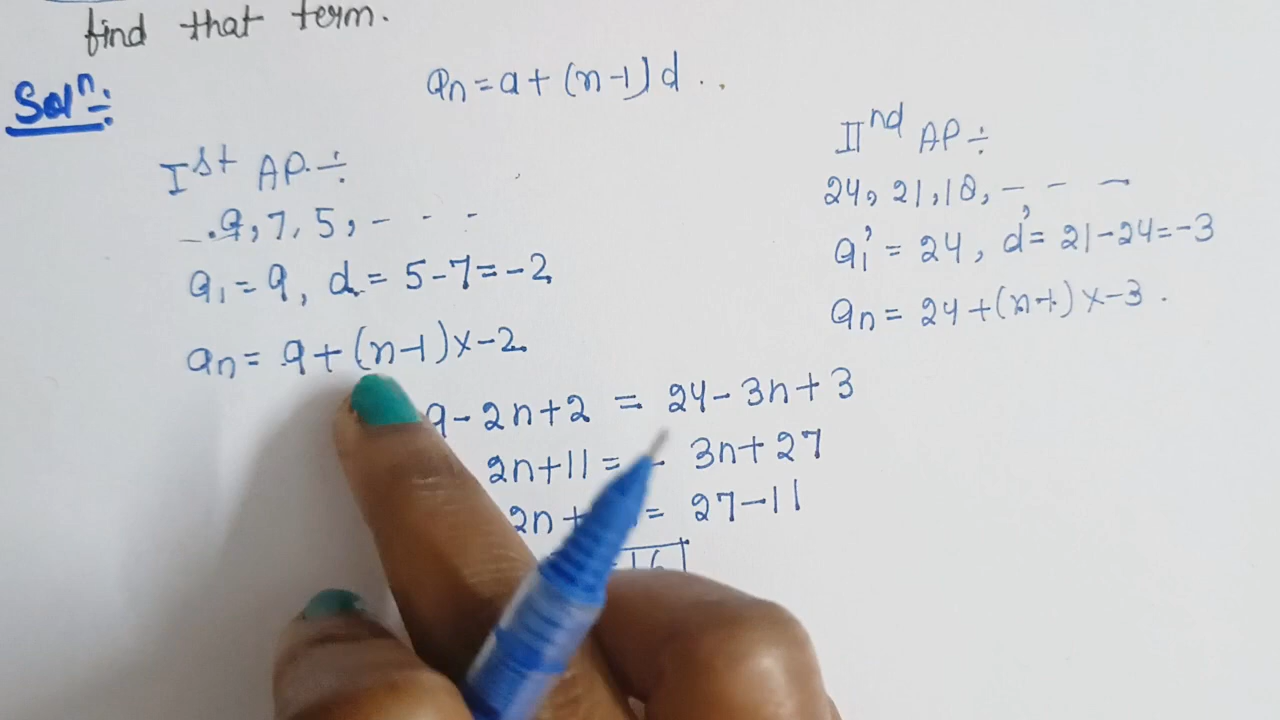 find that term.
Solⁿ:
an = a + (n-1) d . .
Iˢᵗ AP ÷
9, 7, 5, - - -
a₁ = 9, d = 5-7 = -2
an = 9 + (n-1) x -2
IIⁿᵈ AP ÷
24, 21, 18, - - -
a₁' = 24, d' = 21-24 = -3
an = 24 + (n-1) x -3 .
9 - 2n + 2 = 24 - 3n + 3
2n + 11 = - 3n + 27
2n + = 27 - 11
16